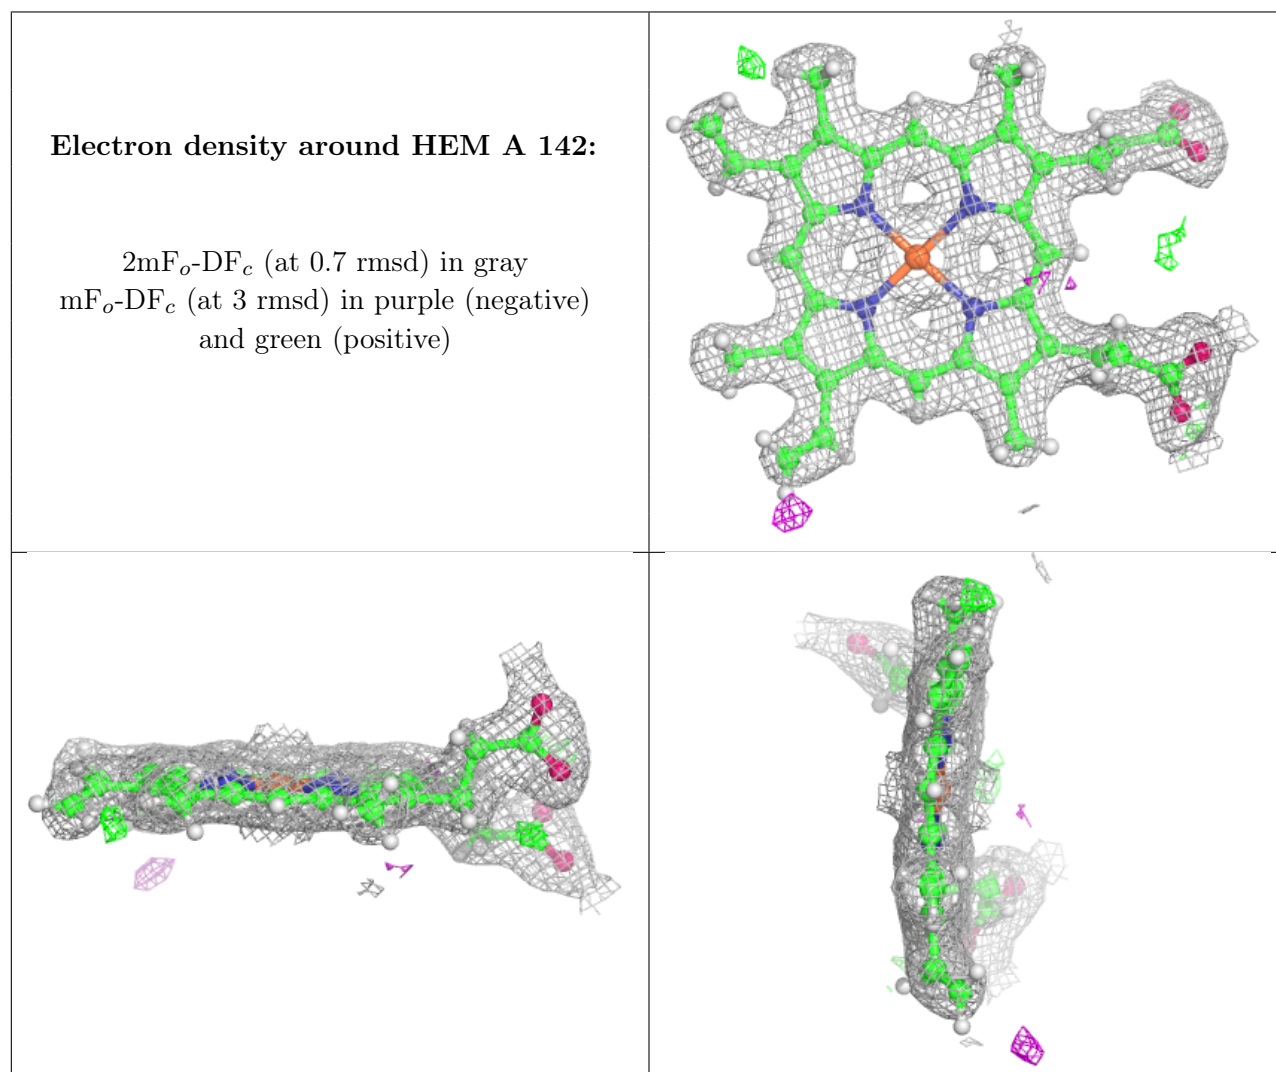 Electron density around HEM A 142:
2mFₒ-DF𝒸 (at 0.7 rmsd) in gray
mFₒ-DF𝒸 (at 3 rmsd) in purple (negative)
and green (positive)